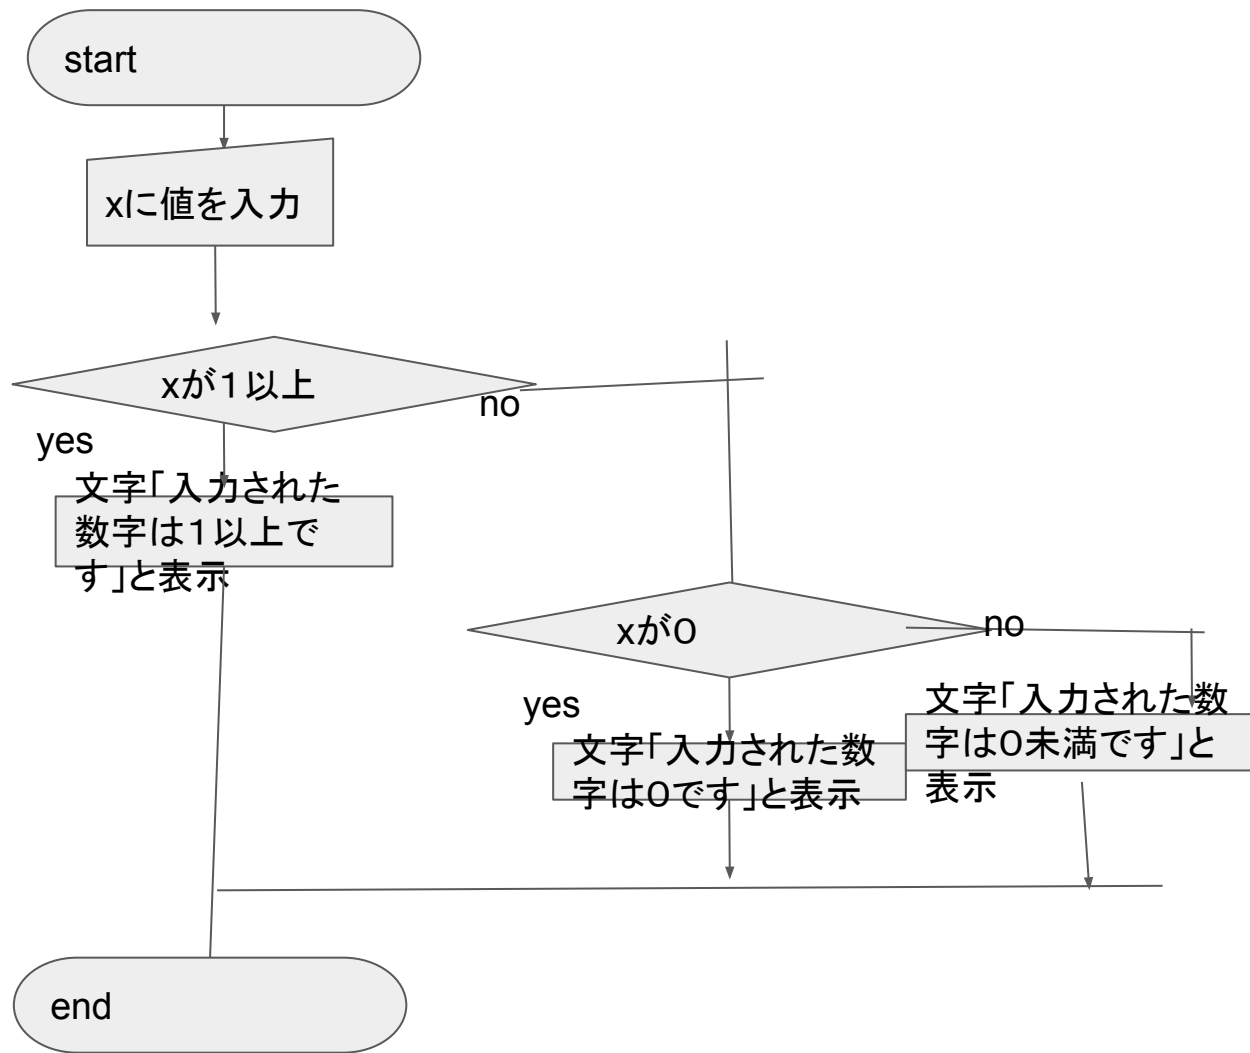 start
xに値を入力
xが１以上
no
yes
文字「入力された
数字は１以上で
す」と表示
xが0
no
yes
文字「入力された数
字は0です」と表示
文字「入力された数
字は0未満です」と
表示
end